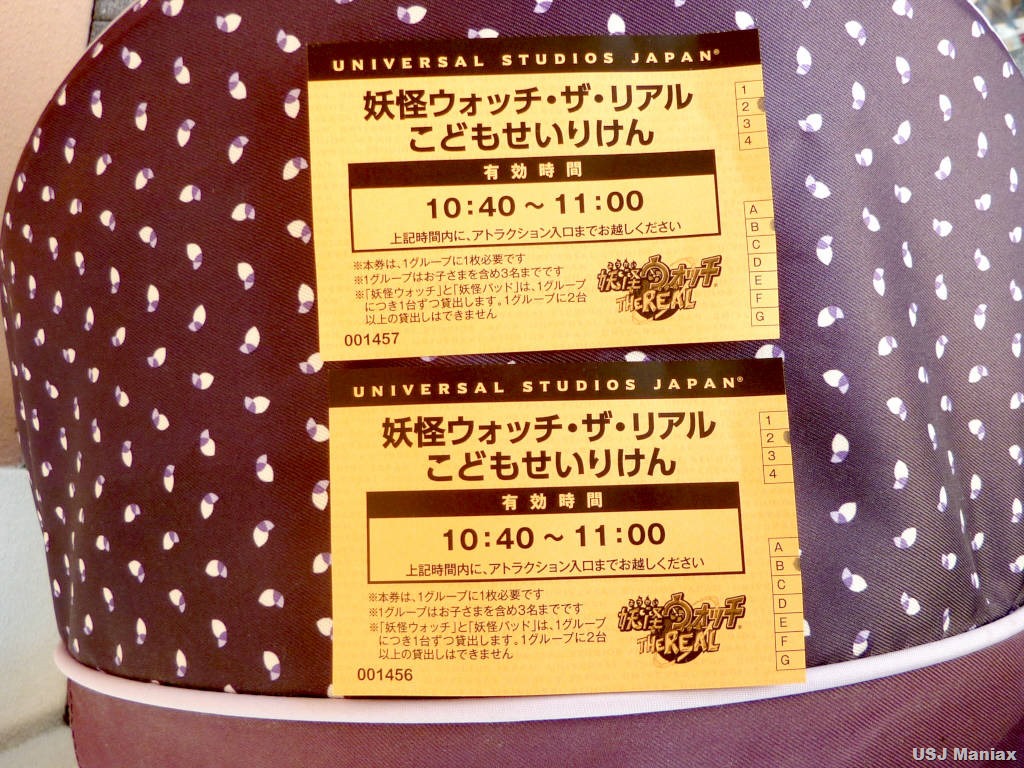 UNIVERSAL STUDIOS JAPAN®
妖怪ウォッチ・ザ・リアル
こどもせいりけん
有効時間
10:40～11:00
上記時間内に、アトラクション入口までお越しください
※本券は、1グループに1枚必要です
※1グループはお子さまを含め3名までです
※「妖怪ウォッチ」と「妖怪パッド」は、1グループ
につき1台ずつ貸出します。1グループに2台
以上の貸出しはできません
ようかい
妖怪ウォッチ
THE REAL
001457
1
2
3
4
A
B
C
D
E
F
G
UNIVERSAL STUDIOS JAPAN®
妖怪ウォッチ・ザ・リアル
こどもせいりけん
有効時間
10:40～11:00
上記時間内に、アトラクション入口までお越しください
※本券は、1グループに1枚必要です
※1グループはお子さまを含め3名までです
※「妖怪ウォッチ」と「妖怪パッド」は、1グループ
につき1台ずつ貸出します。1グループに2台
以上の貸出しはできません
ようかい
妖怪ウォッチ
THE REAL
001456
1
2
3
4
A
B
C
D
E
F
G
USJ Maniax